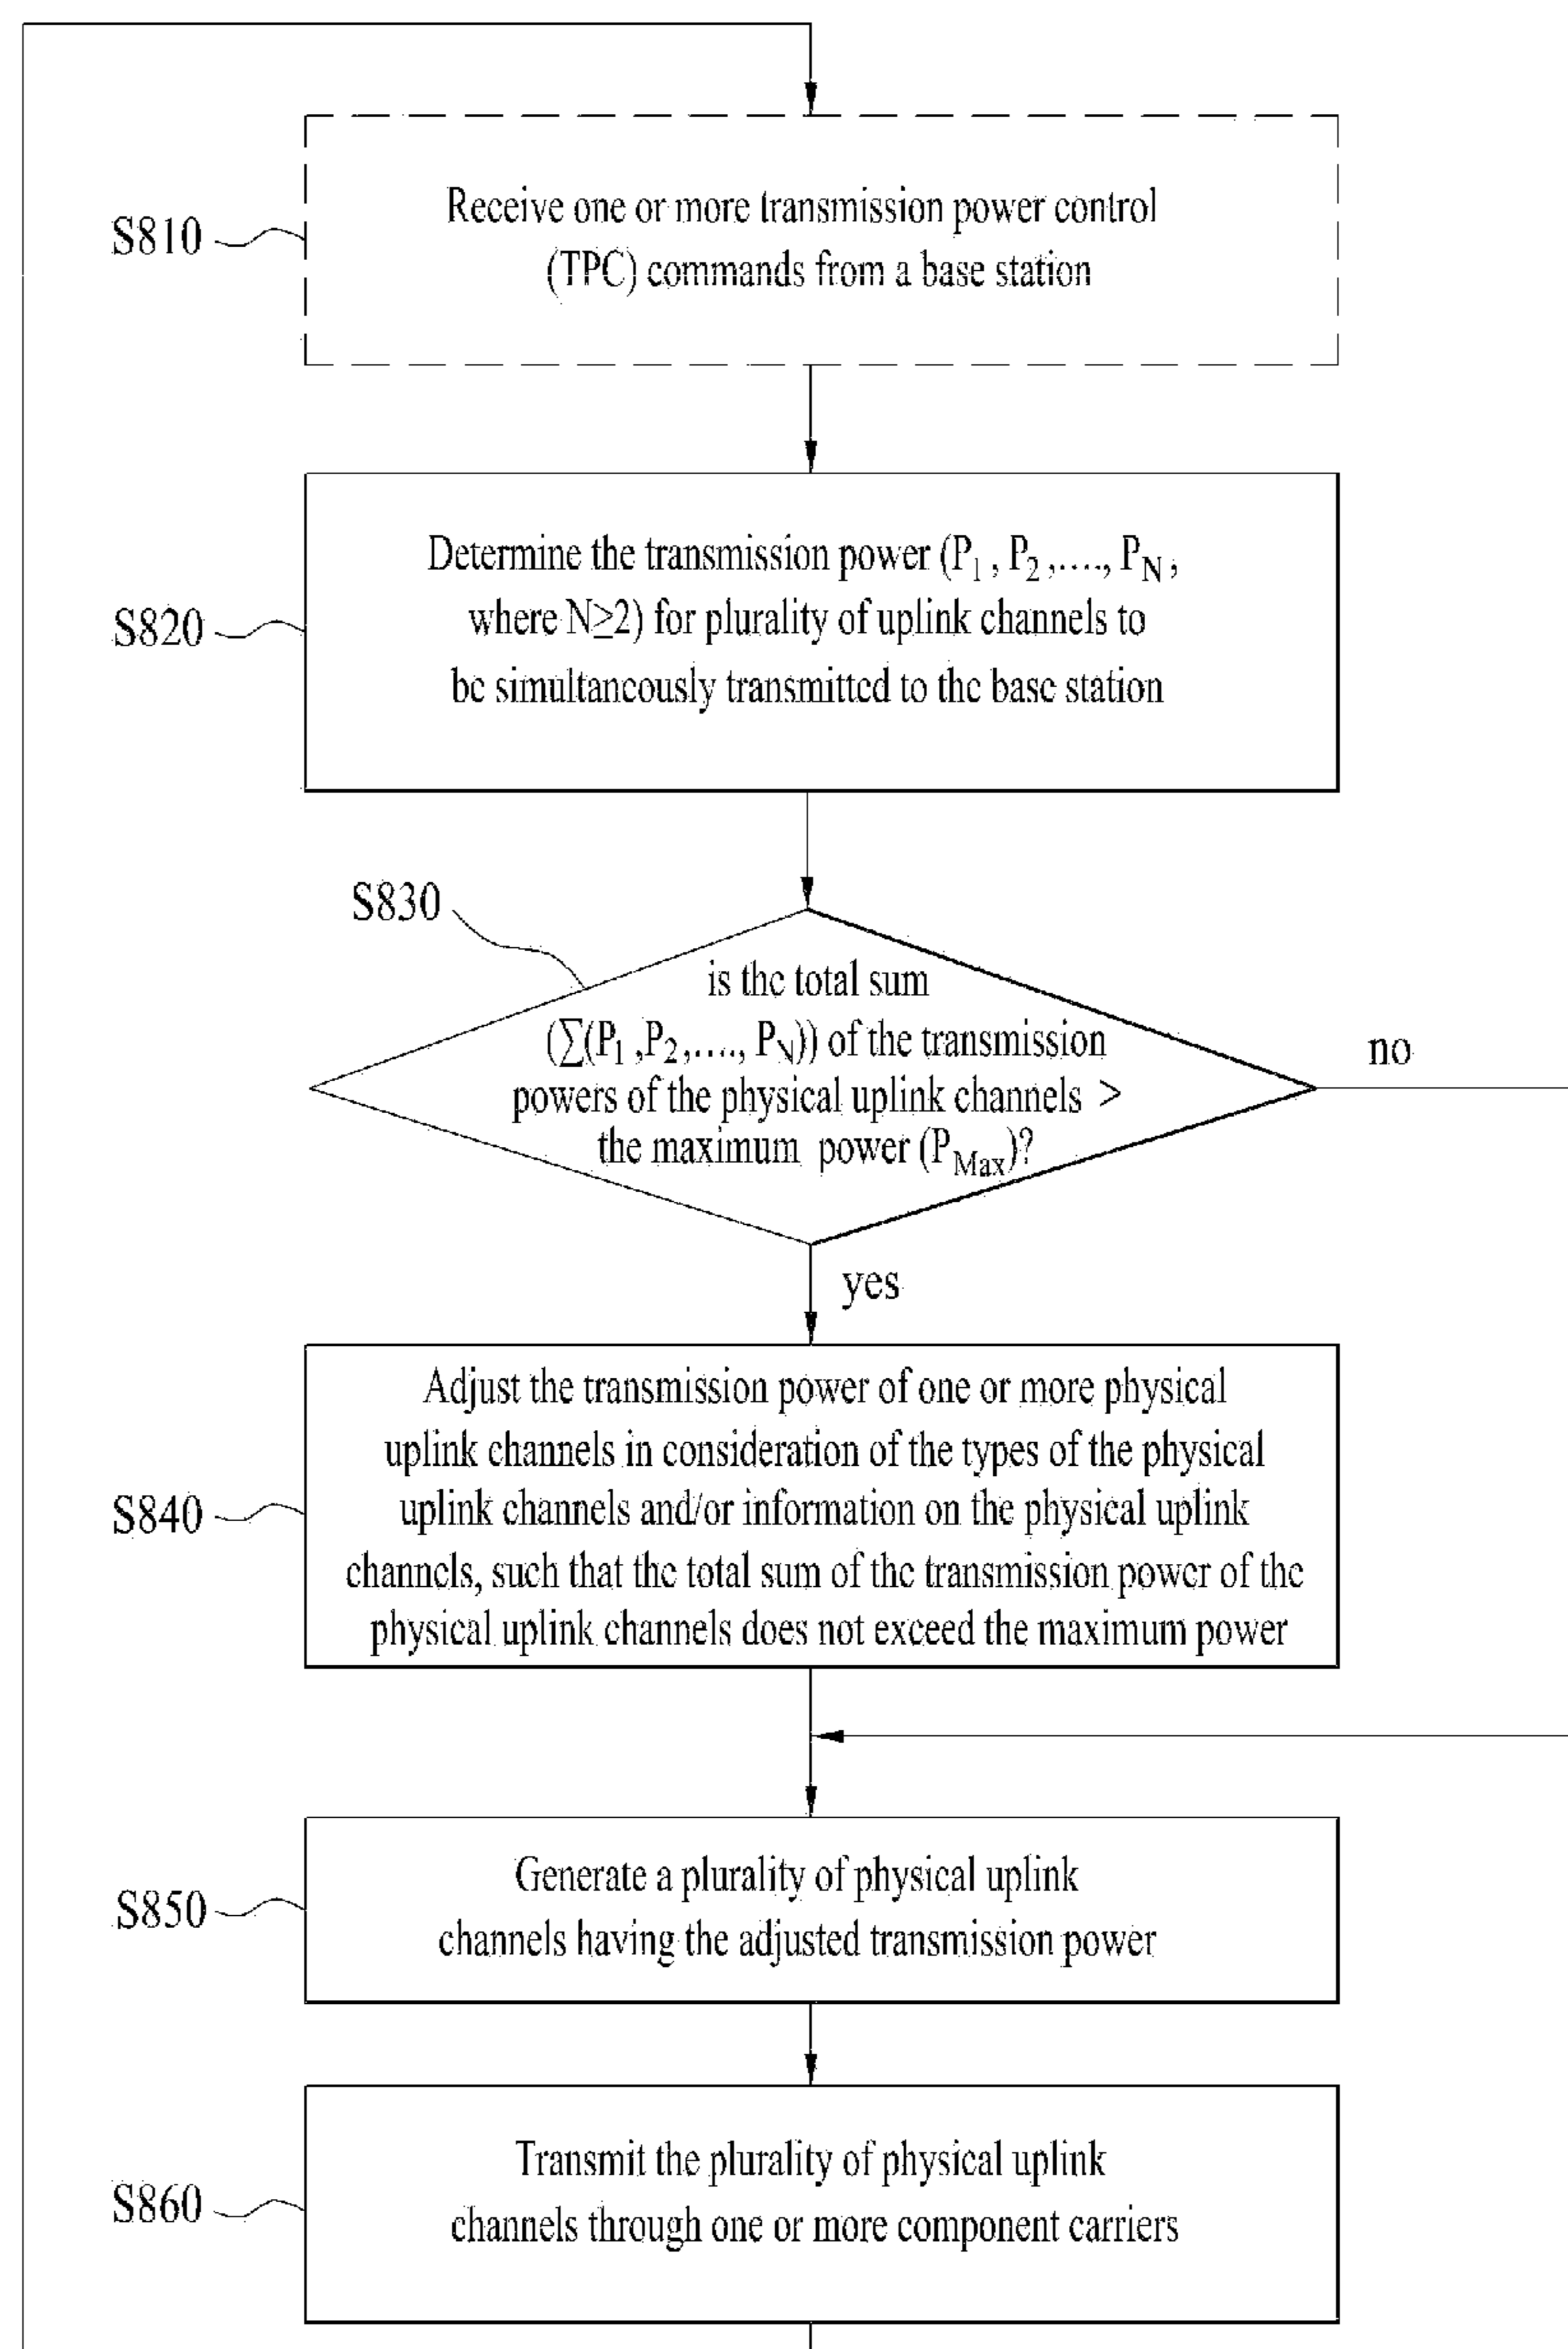 S810
Receive one or more transmission power control
(TPC) commands from a base station
S820
Determine the transmission power (P1, P2,...., PN,
where N≥2) for plurality of uplink channels to
be simultaneously transmitted to the base station
S830
is the total sum
(∑(P1,P2,...., PN)) of the transmission
powers of the physical uplink channels >
the maximum power (PMax)?
no
yes
S840
Adjust the transmission power of one or more physical
uplink channels in consideration of the types of the physical
uplink channels and/or information on the physical uplink
channels, such that the total sum of the transmission power of the
physical uplink channels does not exceed the maximum power
S850
Generate a plurality of physical uplink
channels having the adjusted transmission power
S860
Transmit the plurality of physical uplink
channels through one or more component carriers